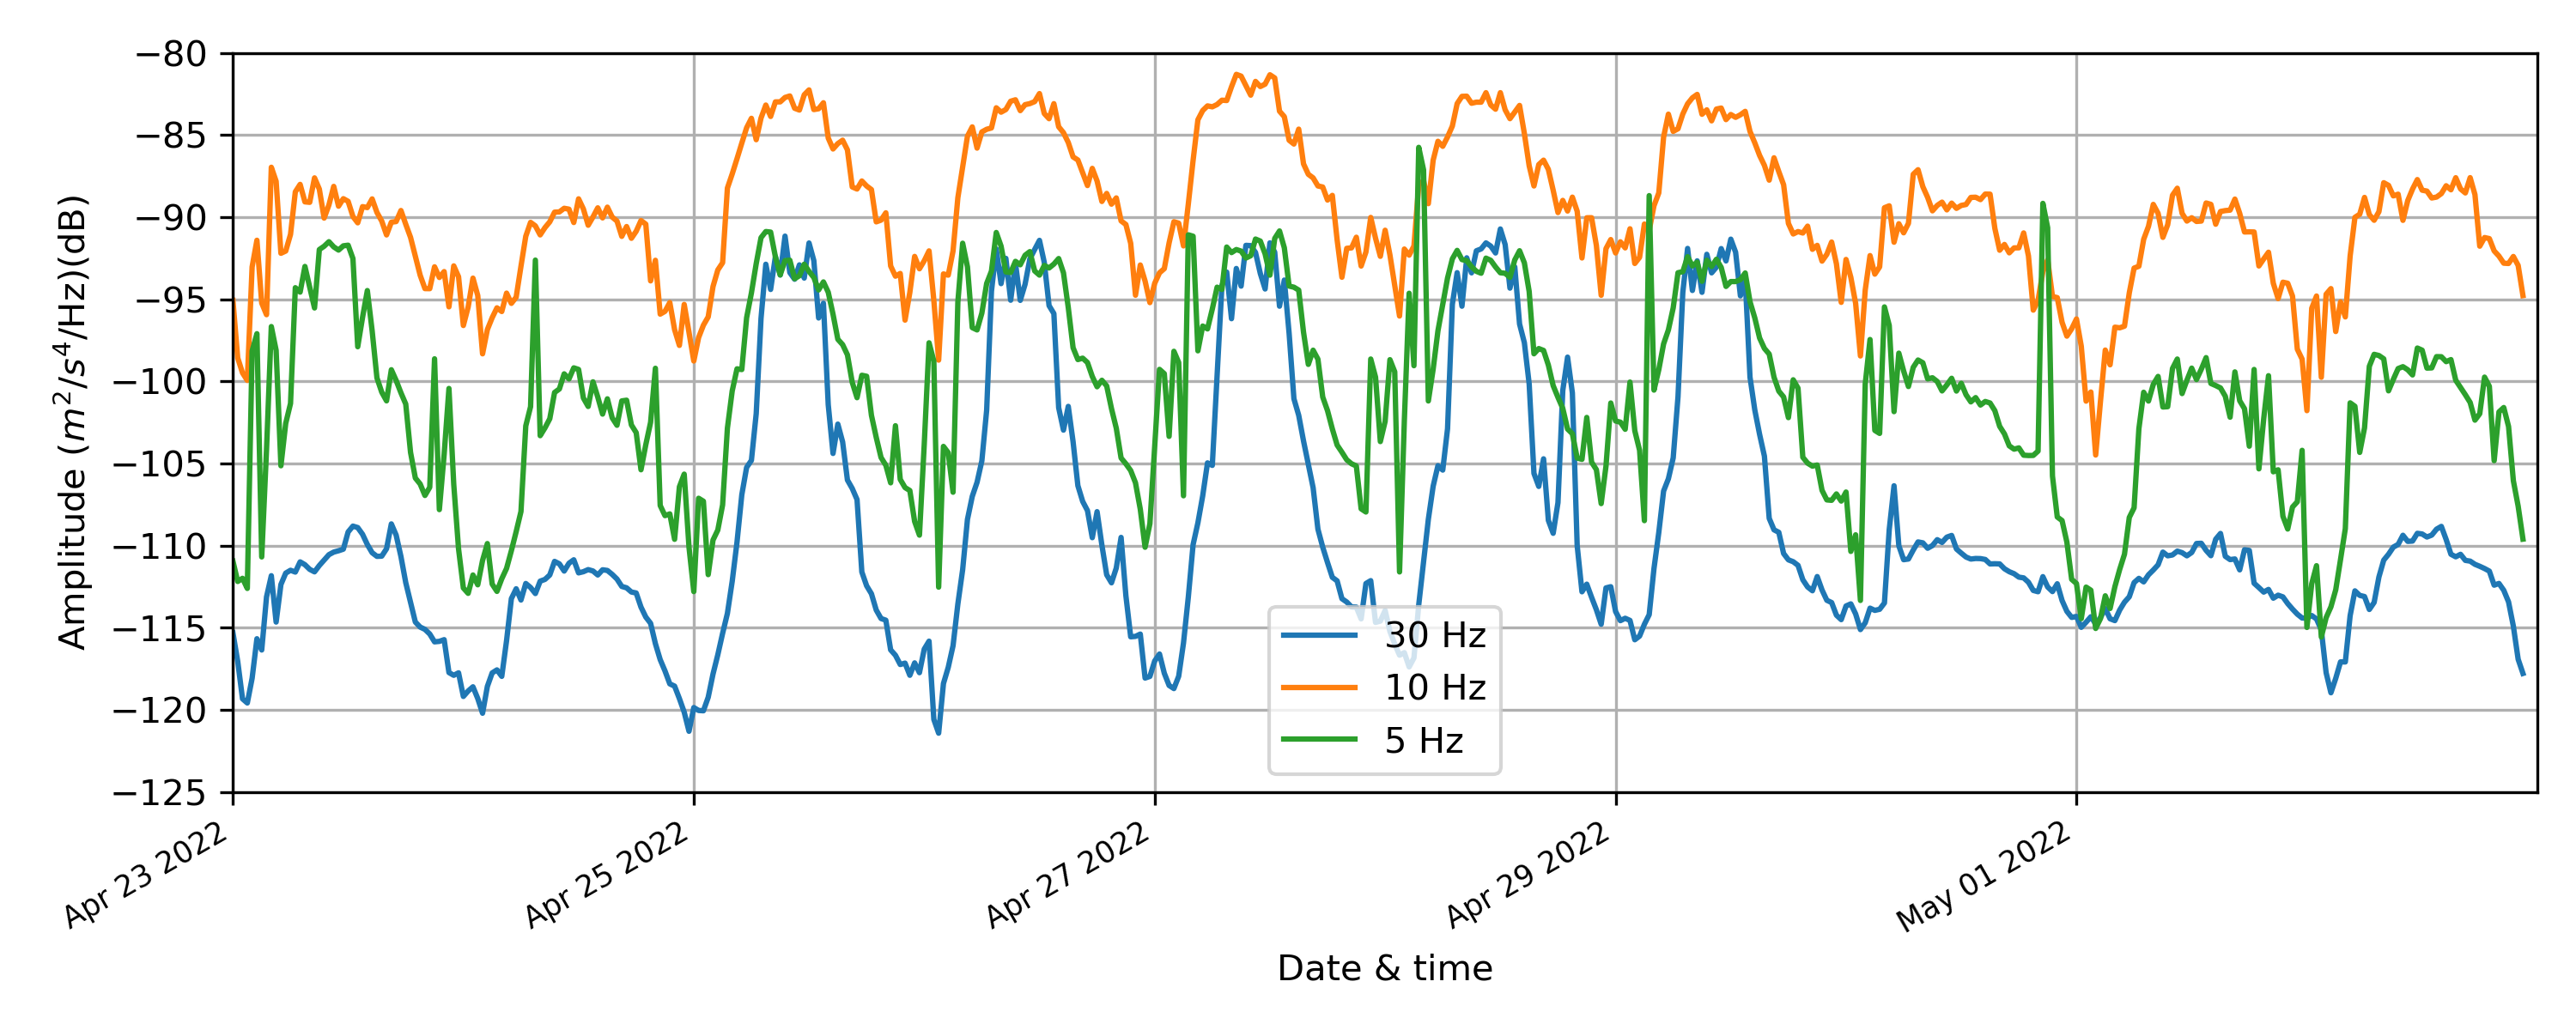 Amplitude (m²/s⁴/Hz)(dB)
−80
−85
−90
−95
−100
−105
−110
−115
−120
−125
30 Hz
10 Hz
5 Hz
Apr 23 2022
Apr 25 2022
Apr 27 2022
Apr 29 2022
May 01 2022
Date & time